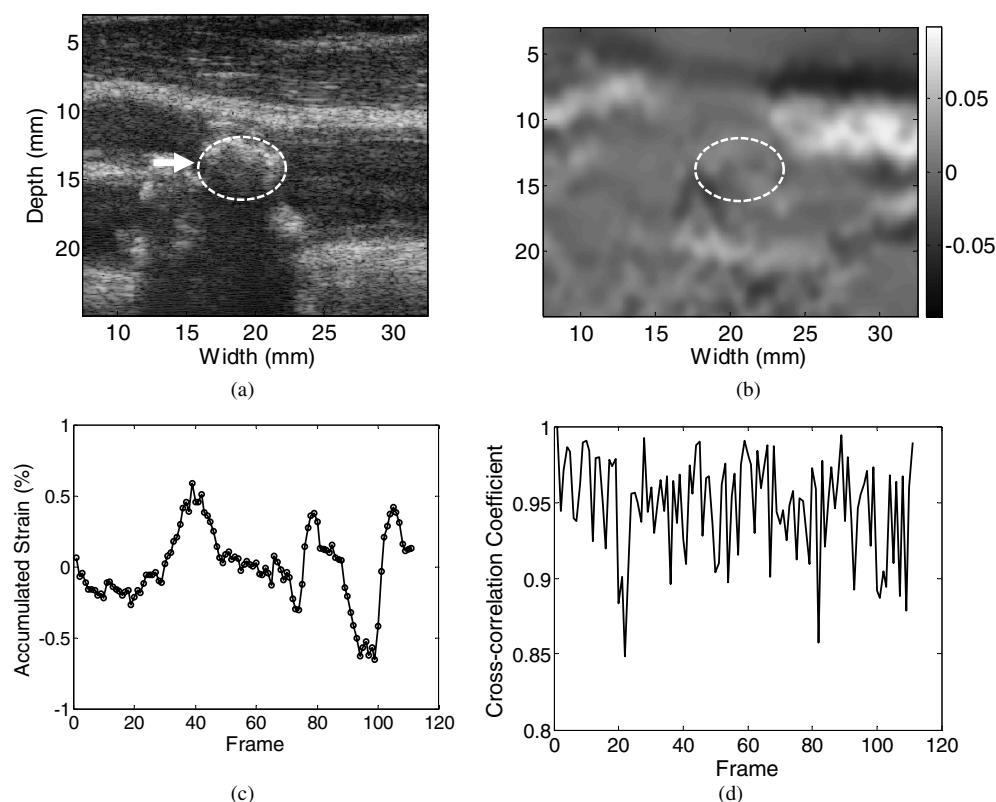 5
10
15
20
Depth (mm)
10 15 20 25 30
Width (mm)
(a)
5
10
15
20
10 15 20 25 30
Width (mm)
0.05
0
-0.05
(b)
1
0.5
0
-0.5
-1
Accumulated Strain (%)
0 20 40 60 80 100 120
Frame
(c)
1
0.95
0.9
0.85
0.8
Cross-correlation Coefficient
0 20 40 60 80 100 120
Frame
(d)